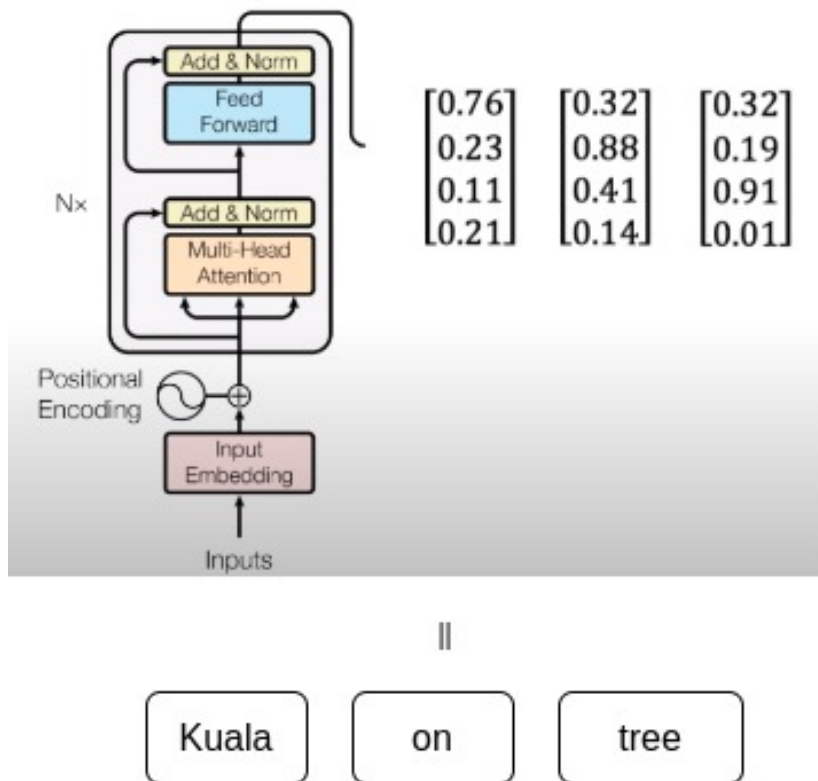 Add & Norm
Feed
Forward
N×
Add & Norm
Multi-Head
Attention
Positional
Encoding
Input
Embedding
Inputs
[0.76] [0.32] [0.32]
[0.23] [0.88] [0.19]
[0.11] [0.41] [0.91]
[0.21] [0.14] [0.01]
||
Kuala on tree